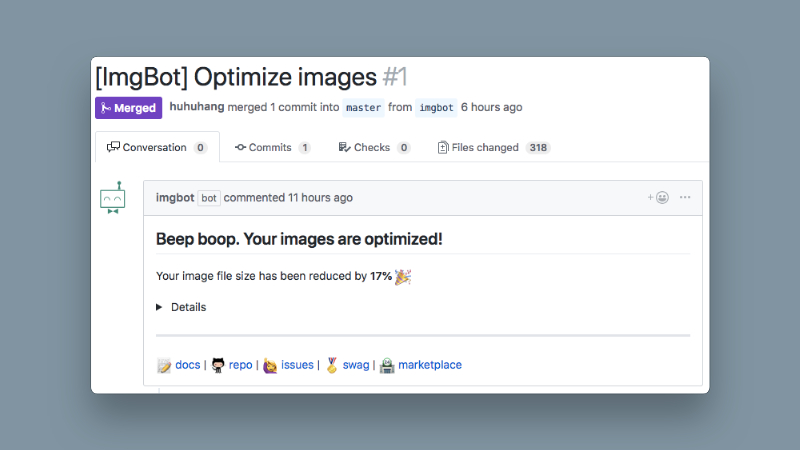 [ImgBot] Optimize images #1
Merged huhuhang merged 1 commit into master from imgbot 6 hours ago
Conversation 0 Commits 1 Checks 0 Files changed 318
imgbot bot commented 11 hours ago
Beep boop. Your images are optimized!
Your image file size has been reduced by 17% 🎉
Details
docs | repo | issues | swag | marketplace